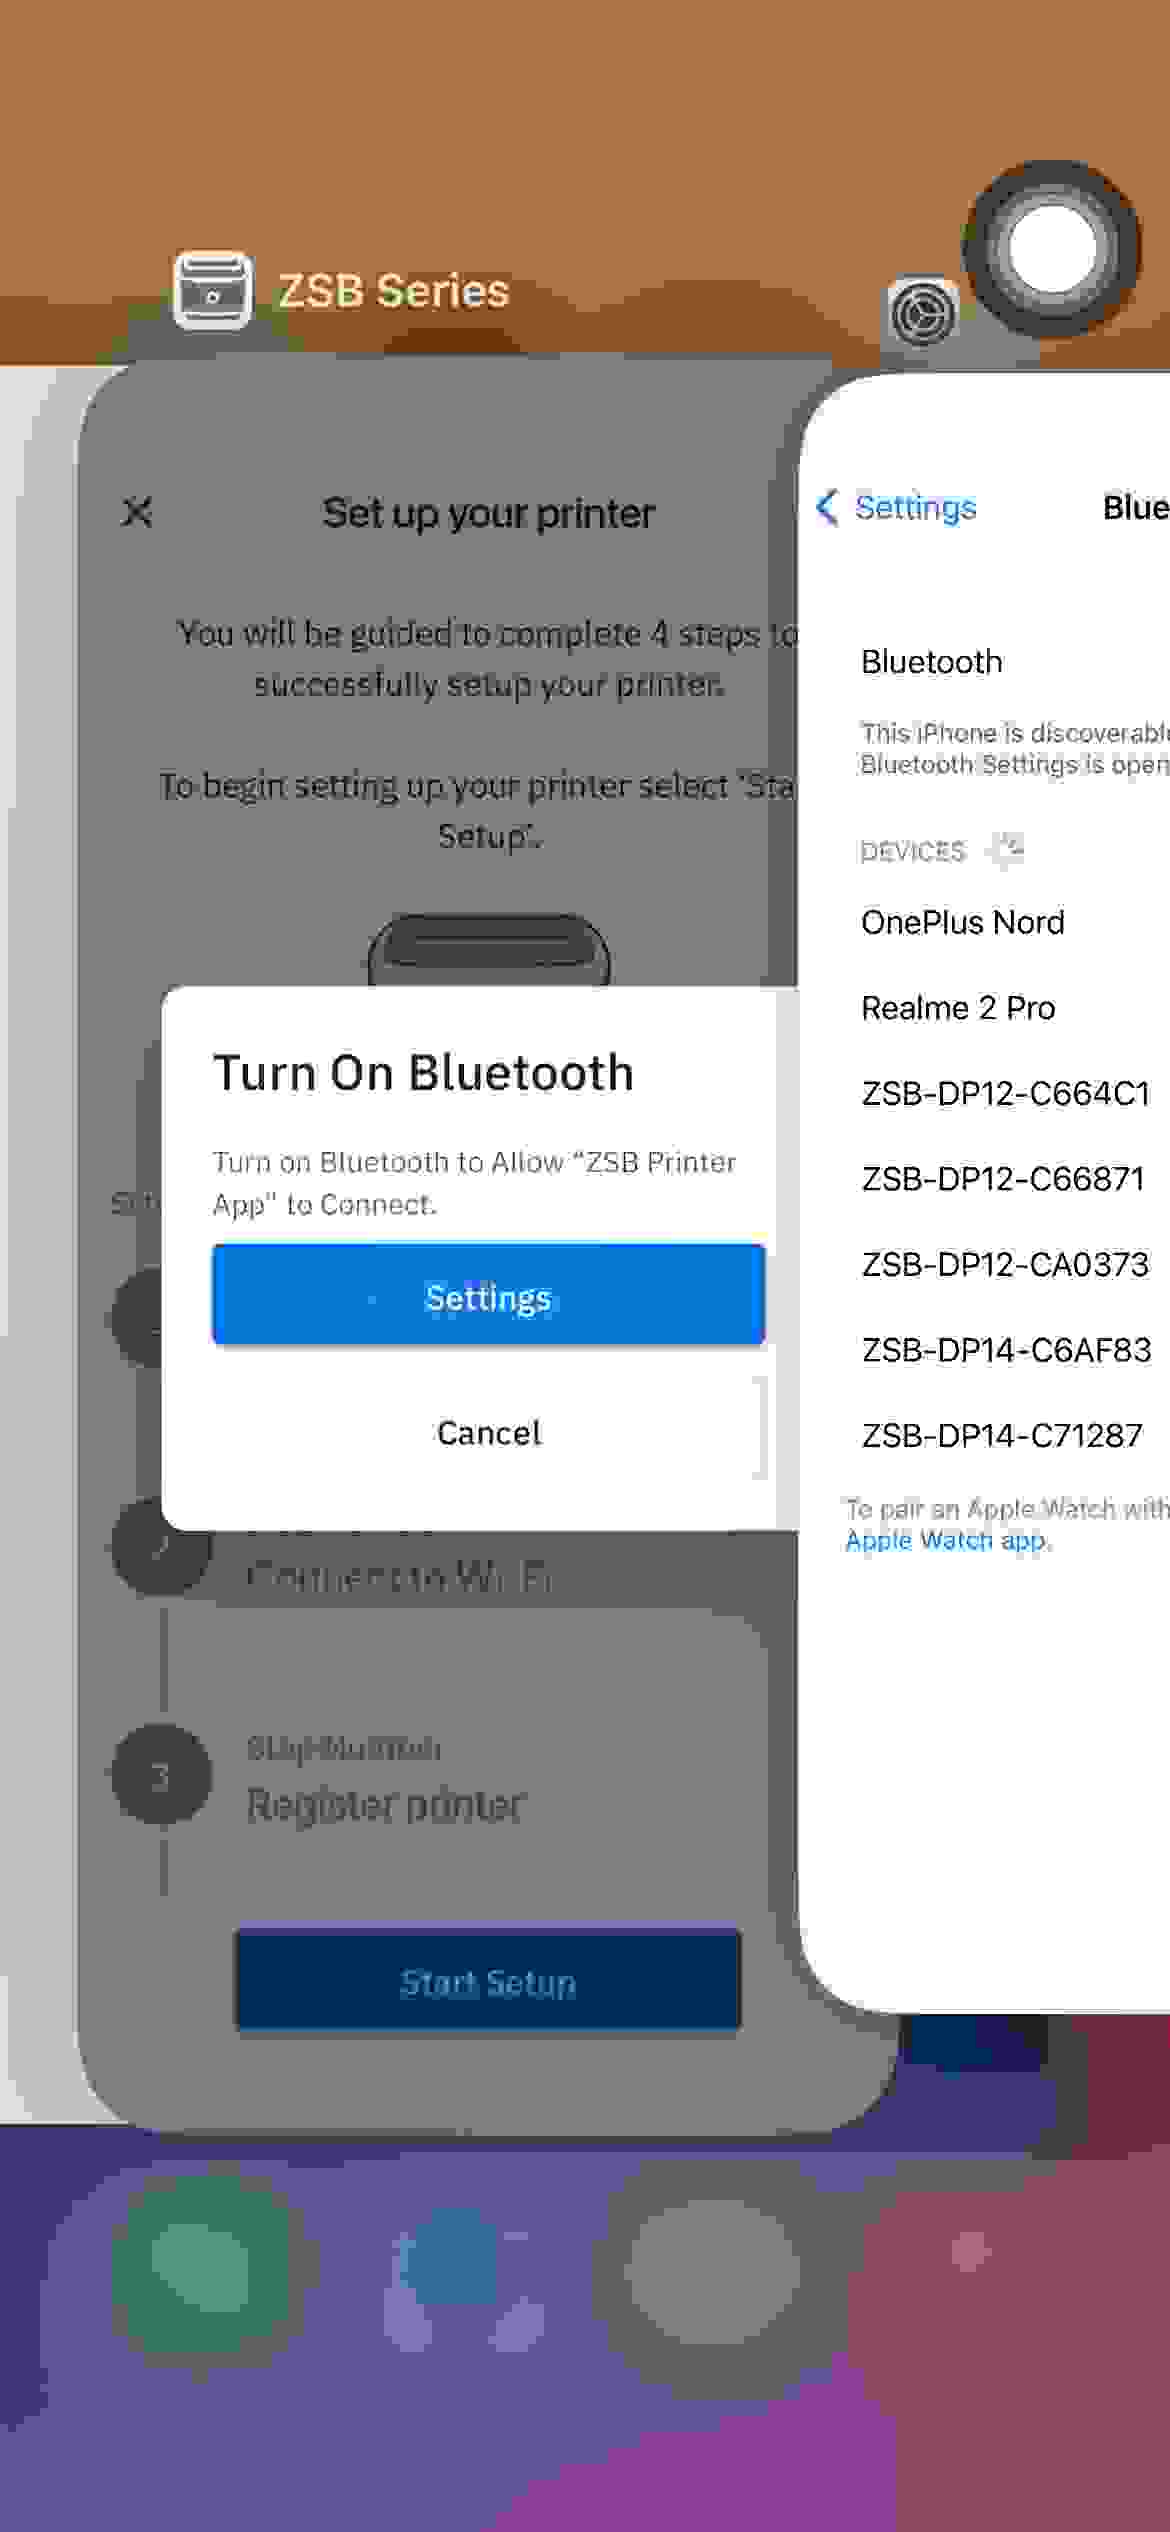 ZSB Series
Set up your printer
You will be guided to complete 4 steps to
successfully setup your printer.
To begin setting up your printer select 'Sta
Setup'.
Turn On Bluetooth
Turn on Bluetooth to Allow “ZSB Printer
App” to Connect.
Settings
Cancel
2
Connect to Wi-Fi
3
Register printer
Start Setup
Settings
Blue
Bluetooth
This iPhone is discoverable
Bluetooth Settings is open
DEVICES
OnePlus Nord
Realme 2 Pro
ZSB-DP12-C664C1
ZSB-DP12-C66871
ZSB-DP12-CA0373
ZSB-DP14-C6AF83
ZSB-DP14-C71287
To pair an Apple Watch with
Apple Watch app.